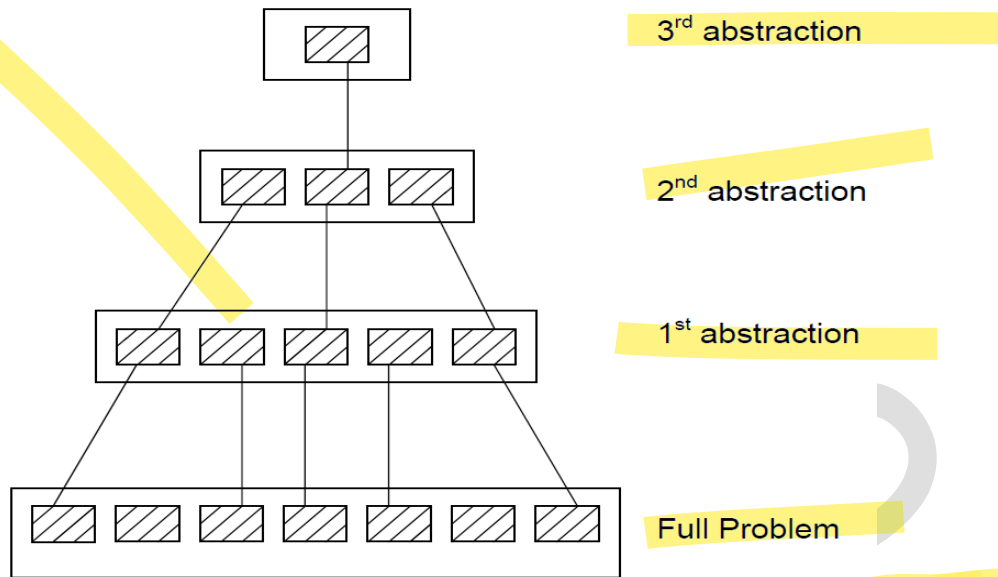 3rd abstraction
2nd abstraction
1st abstraction
Full Problem